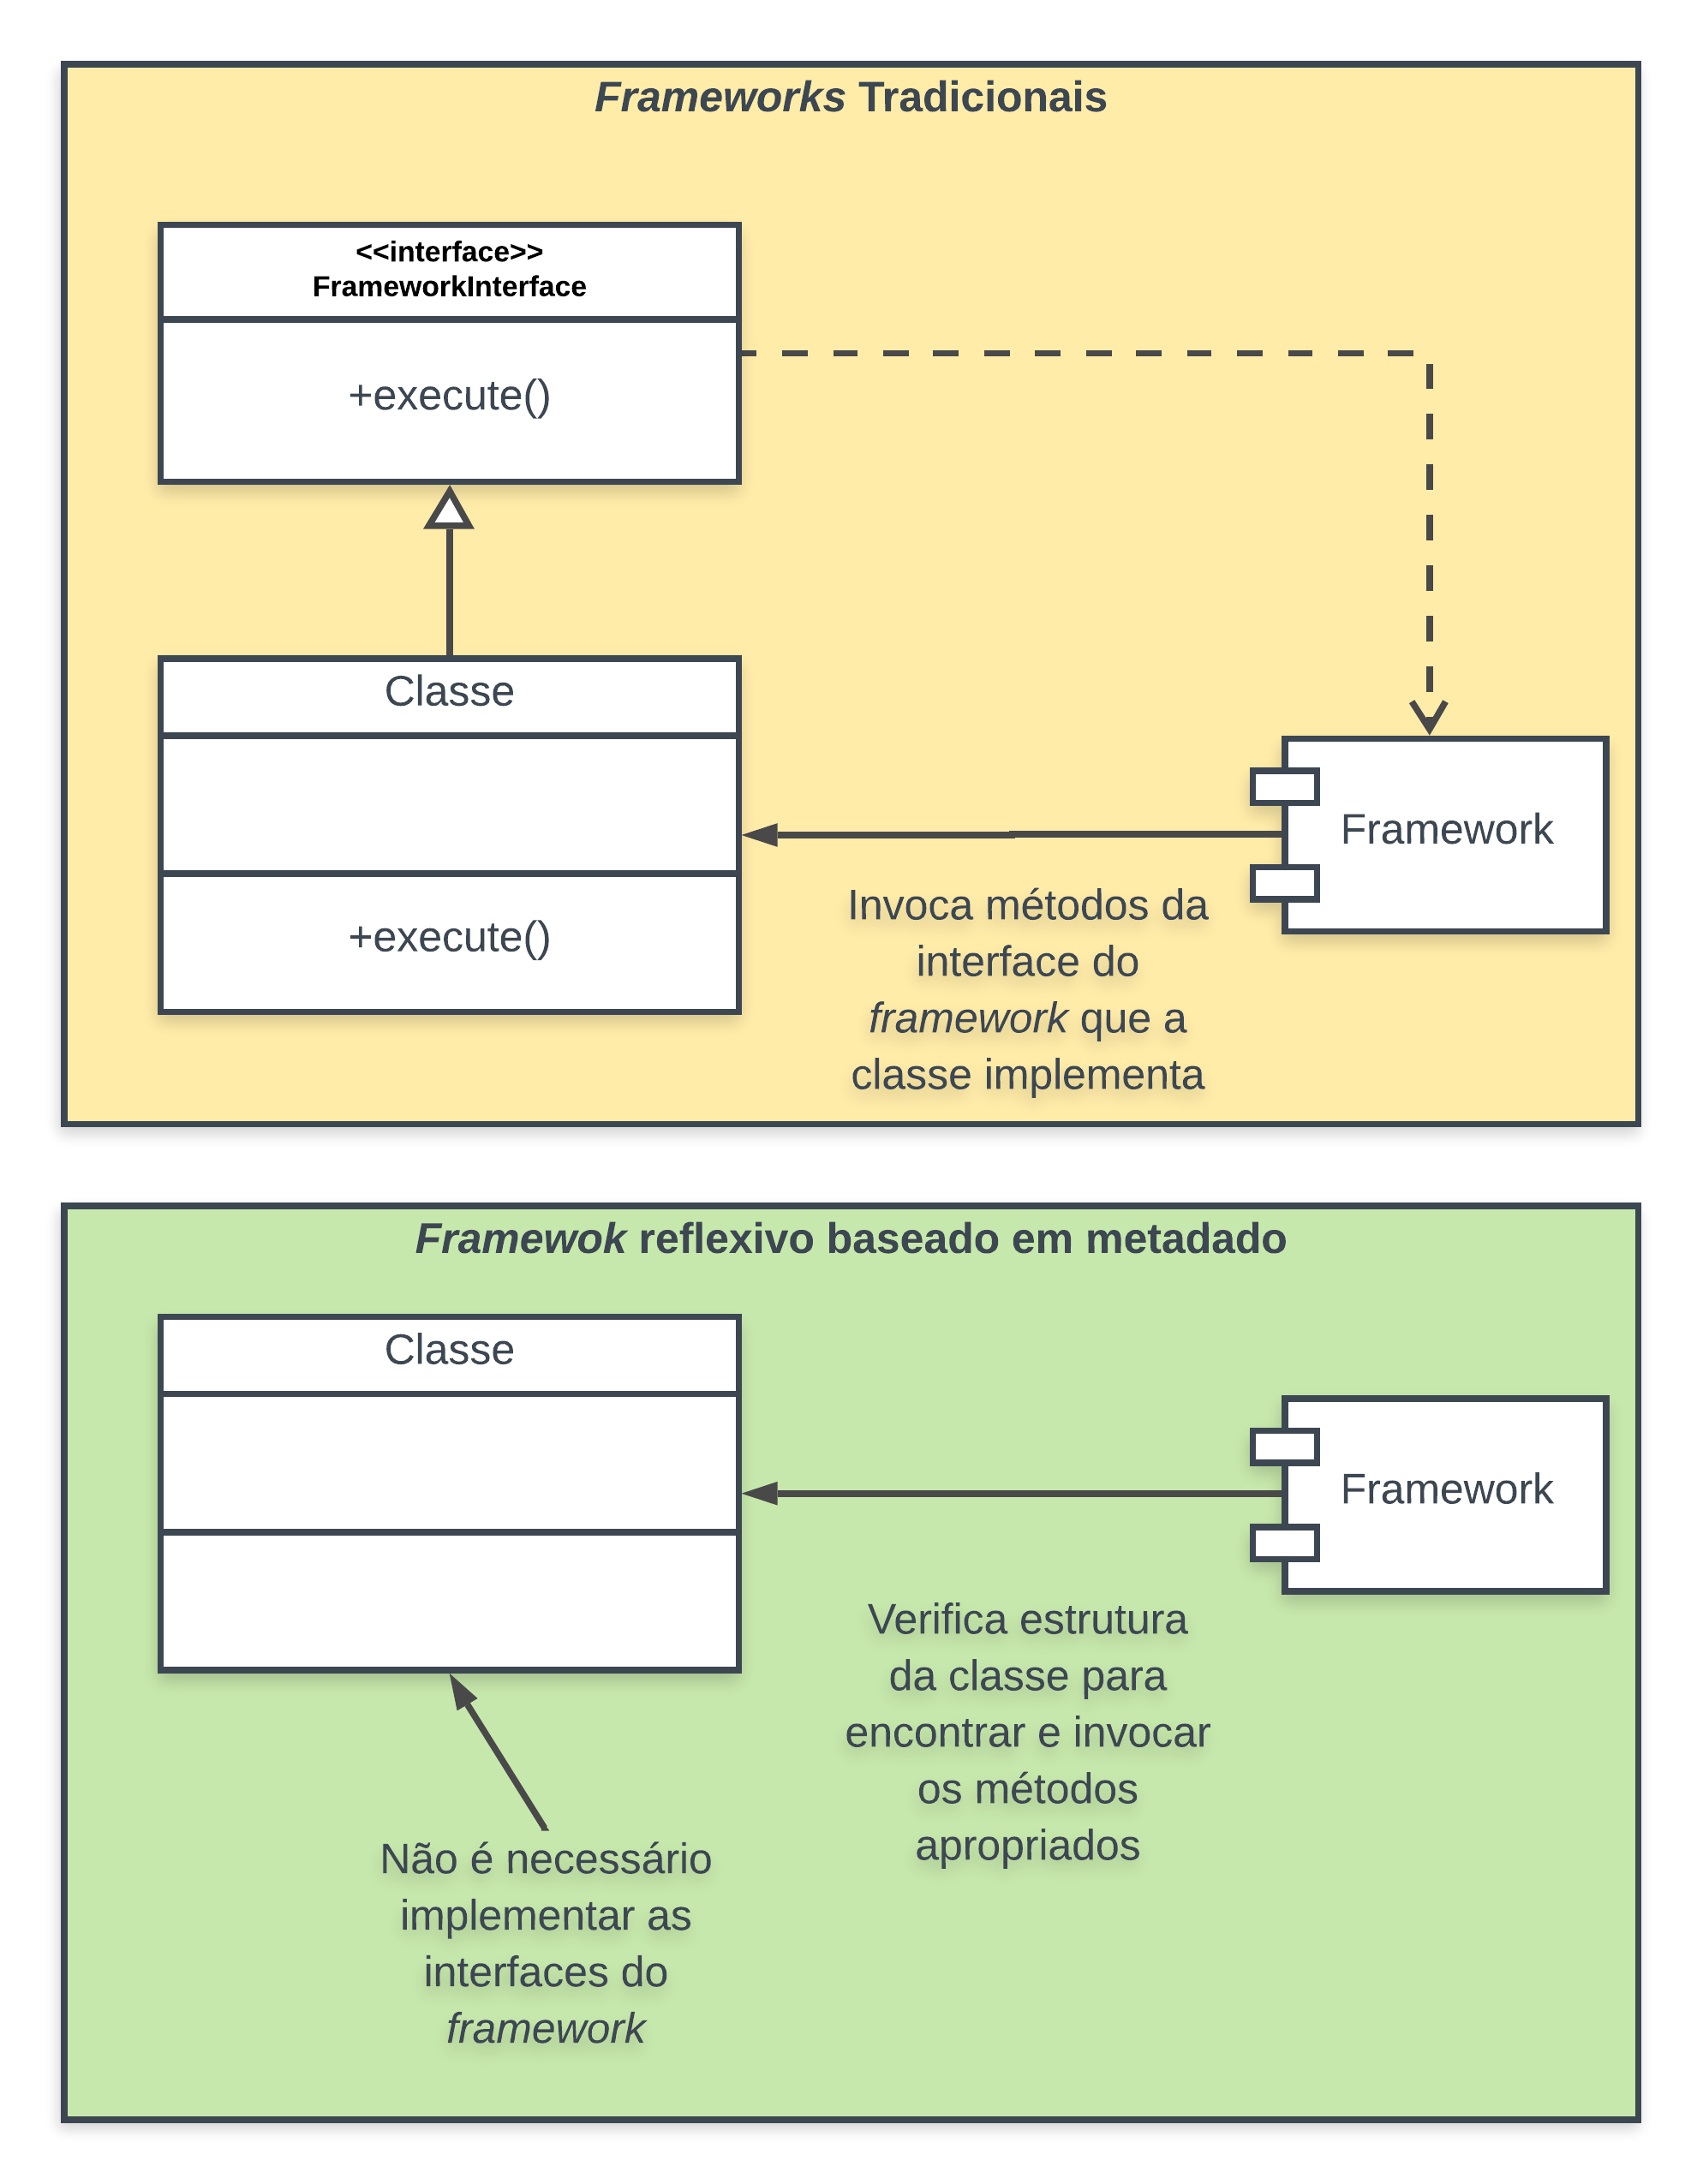 Frameworks Tradicionais
<<interface>>
FrameworkInterface
+execute()
Classe
+execute()
Framework
Invoca métodos da
interface do
framework que a
classe implementa
Framewok reflexivo baseado em metadado
Classe
Framework
Verifica estrutura
da classe para
encontrar e invocar
os métodos
apropriados
Não é necessário
implementar as
interfaces do
framework